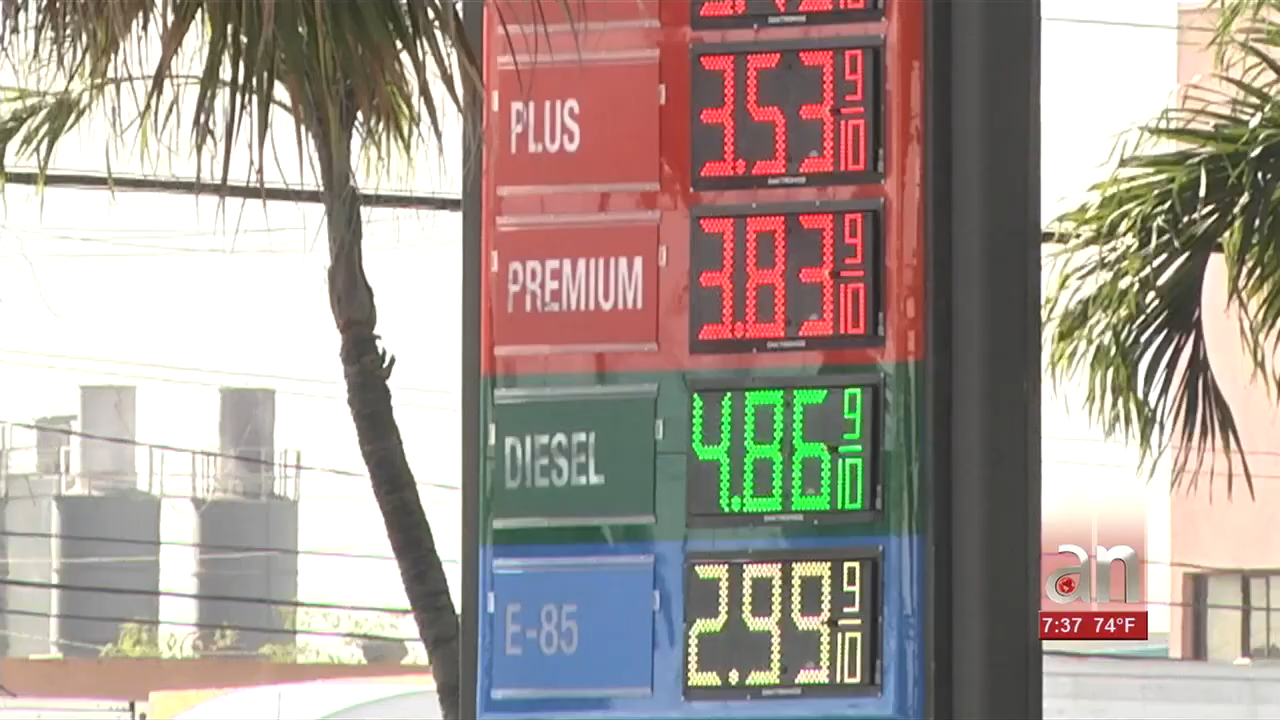 PLUS 3.53 9/10
PREMIUM 3.83 9/10
DIESEL 4.86 9/10
E-85 2.99 9/10
an
7:37 74°F